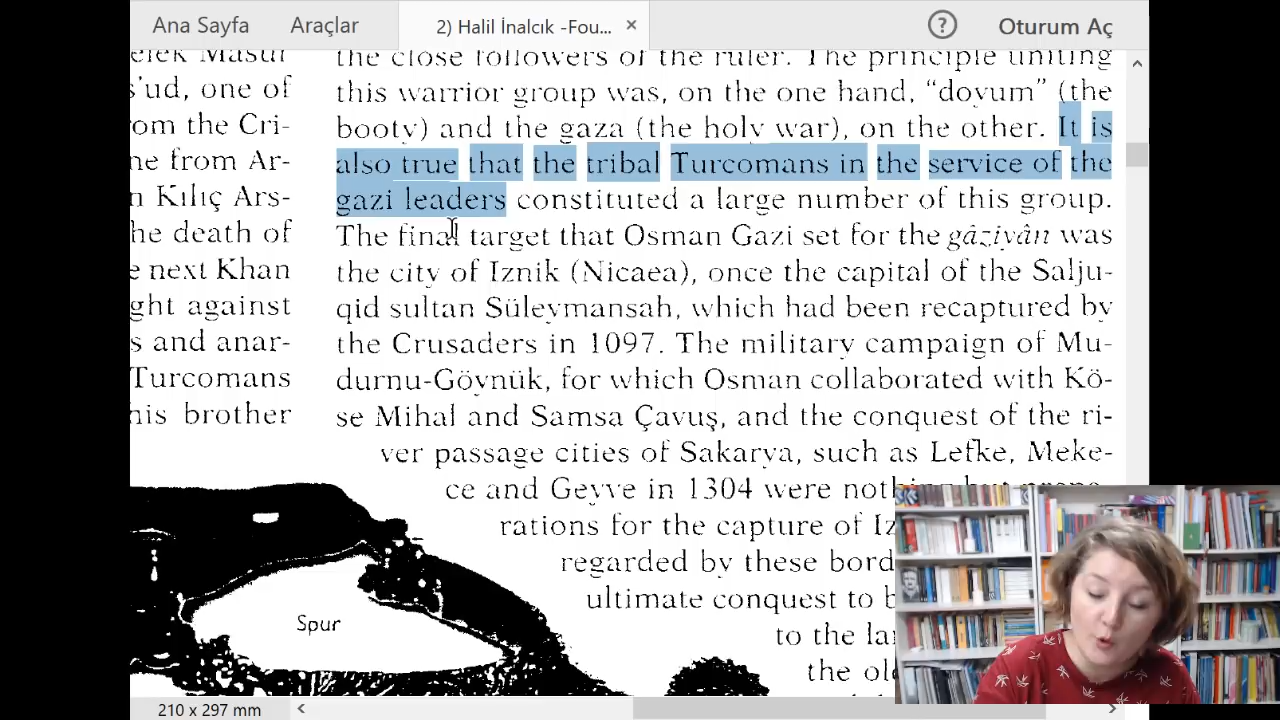 Ana Sayfa
Araçlar
2) Halil İnalcık -Fou...
×
?
Oturum Aç
elek Masur
s'ud, one of
om the Cri-
ne from Ar-
n Kılıç Ars-
he death of
e next Khan
ght against
s and anar-
Turcomans
his brother
the close followers of the ruler. The principle uniting
this warrior group was, on the one hand, “doyum” (the
booty) and the gaza (the holy war), on the other. It is
also true that the tribal Turcomans in the service of the
gazi leaders constituted a large number of this group.
The final target that Osman Gazi set for the gâziyân was
the city of Iznik (Nicaea), once the capital of the Salju-
qid sultan Süleymansah, which had been recaptured by
the Crusaders in 1097. The military campaign of Mu-
durnu-Göynük, for which Osman collaborated with Kö-
se Mihal and Samsa Çavuş, and the conquest of the ri-
ver passage cities of Sakarya, such as Lefke, Meke-
ce and Geyve in 1304 were nothing but prepa-
rations for the capture of Iz
regarded by these bord
ultimate conquest to b
to the la
the ol
Spur
210 x 297 mm